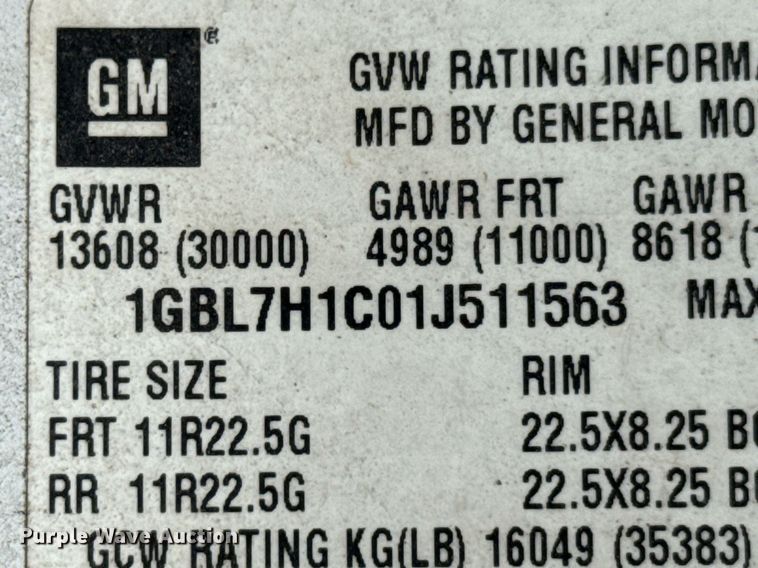 GM
GVW RATING INFORM
MFD BY GENERAL MO
GVWR GAWR FRT GAWR
13608 (30000) 4989 (11000) 8618 (
1GBL7H1C01J511563 MAX
TIRE SIZE RIM
FRT 11R22.5G 22.5X8.25
RR 11R22.5G 22.5X8.25
GCW RATING KG(LB) 16049 (35383)
Purple Wave Auction